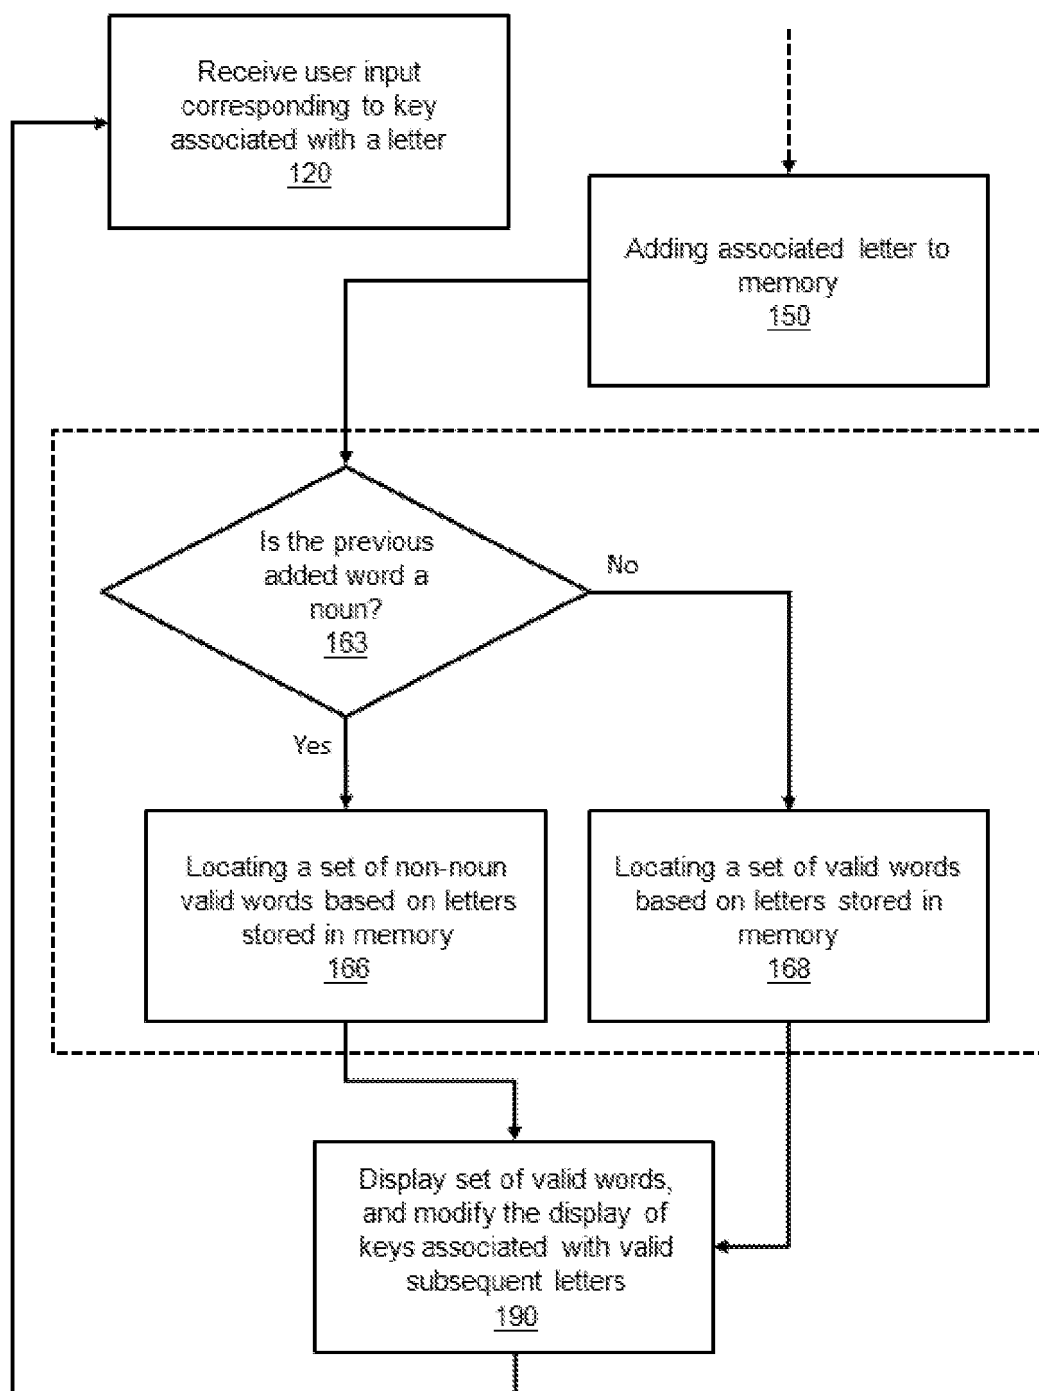 Receive user input
corresponding to key
associated with a letter
120
Adding associated letter to
memory
150
Is the previous
added word a
noun?
163
No
Yes
Locating a set of non-noun
valid words based on letters
stored in memory
166
Locating a set of valid words
based on letters stored in
memory
168
Display set of valid words,
and modify the display of
keys associated with valid
subsequent letters
190